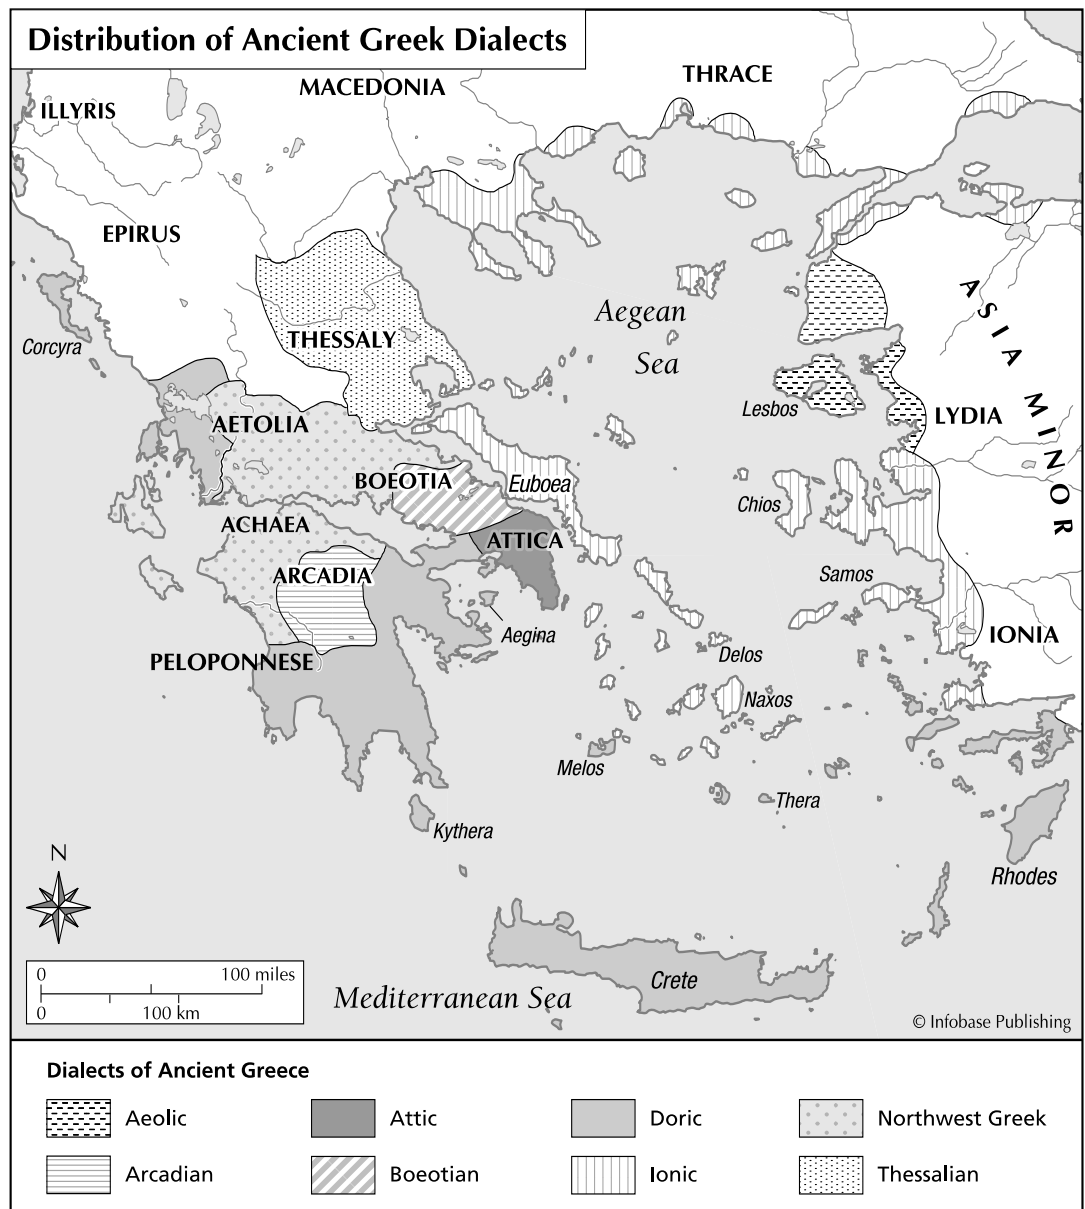 Distribution of Ancient Greek Dialects
THRACE
MACEDONIA
ILLYRIS
EPIRUS
ASIA MINOR
Aegean
Sea
THESSALY
Corcyra
Lesbos
LYDIA
AETOLIA
BOEOTIA
Euboea
Chios
ACHAEA
ATTICA
ARCADIA
Samos
Aegina
IONIA
Delos
PELOPONNESE
Naxos
Melos
Thera
Kythera
N
Rhodes
0
100 miles
Crete
Mediterranean Sea
0
100 km
© Infobase Publishing
Dialects of Ancient Greece
Aeolic
Attic
Doric
Northwest Greek
Arcadian
Boeotian
Ionic
Thessalian